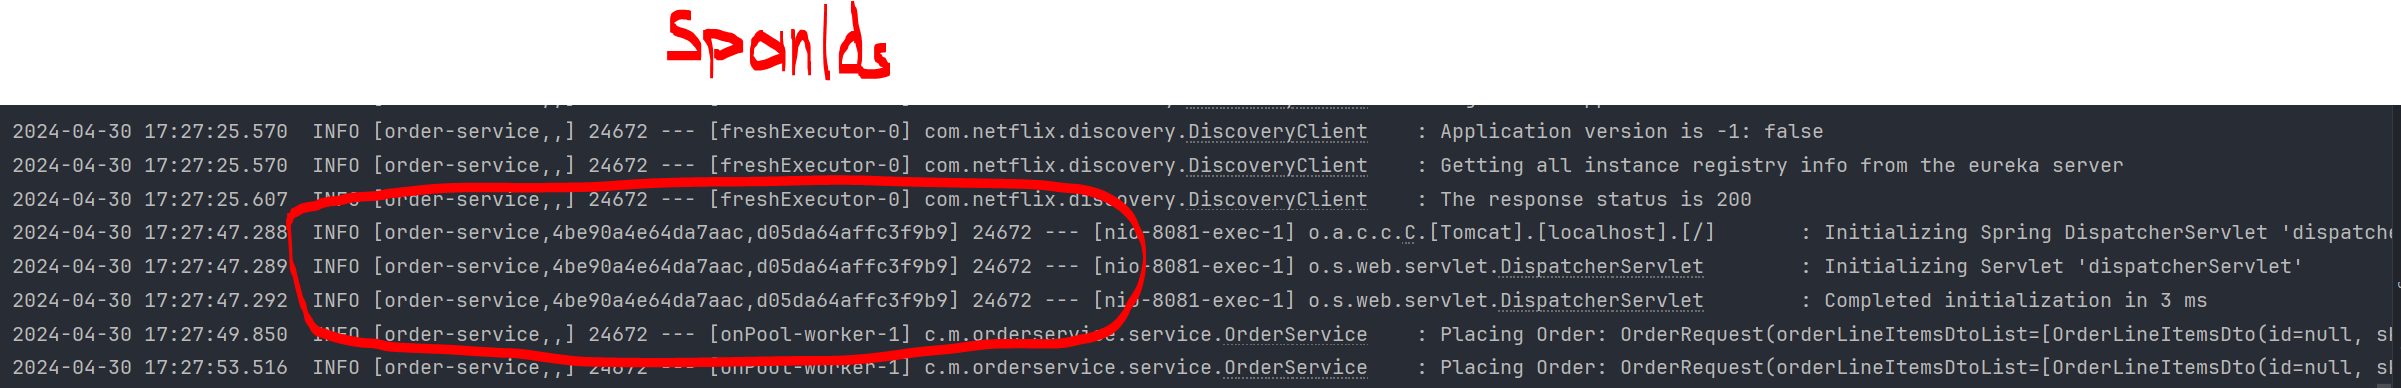 SpanIds
2024-04-30 17:27:25.570 INFO [order-service,,] 24672 --- [freshExecutor-0] com.netflix.discovery.DiscoveryClient : Application version is -1: false
2024-04-30 17:27:25.570 INFO [order-service,,] 24672 --- [freshExecutor-0] com.netflix.discovery.DiscoveryClient : Getting all instance registry info from the eureka server
2024-04-30 17:27:25.607 INFO [order-service,,] 24672 --- [freshExecutor-0] com.netflix.discovery.DiscoveryClient : The response status is 200
2024-04-30 17:27:47.288 INFO [order-service,4be90a4e64da7aac,d05da64affc3f9b9] 24672 --- [nio-8081-exec-1] o.a.c.c.C.[Tomcat].[localhost].[/] : Initializing Spring DispatcherServlet 'dispatche
2024-04-30 17:27:47.289 INFO [order-service,4be90a4e64da7aac,d05da64affc3f9b9] 24672 --- [nio-8081-exec-1] o.s.web.servlet.DispatcherServlet : Initializing Servlet 'dispatcherServlet'
2024-04-30 17:27:47.292 INFO [order-service,4be90a4e64da7aac,d05da64affc3f9b9] 24672 --- [nio-8081-exec-1] o.s.web.servlet.DispatcherServlet : Completed initialization in 3 ms
2024-04-30 17:27:49.850 INFO [order-service,,] 24672 --- [onPool-worker-1] c.m.orderservice.service.OrderService : Placing Order: OrderRequest(orderLineItemsDtoList=[OrderLineItemsDto(id=null, sk
2024-04-30 17:27:53.516 INFO [order-service,,] 24672 --- [onPool-worker-1] c.m.orderservice.service.OrderService : Placing Order: OrderRequest(orderLineItemsDtoList=[OrderLineItemsDto(id=null, sk